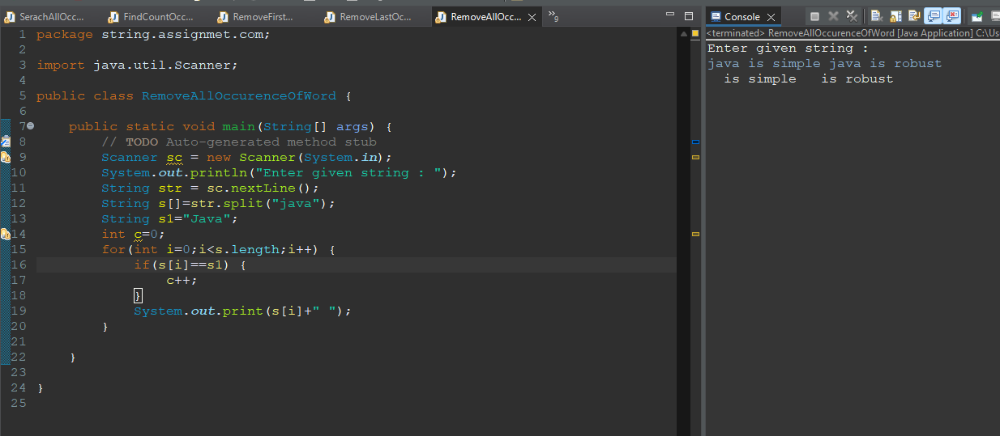 SerachAllOcc... FindCountOcc... RemoveFirst... RemoveLastOc... RemoveAllOcc... 9
1 package string.assignmet.com;
2
3 import java.util.Scanner;
4
5 public class RemoveAllOccurenceOfWord {
6
7 public static void main(String[] args) {
8 // TODO Auto-generated method stub
9 Scanner sc = new Scanner(System.in);
10 System.out.println("Enter given string : ");
11 String str = sc.nextLine();
12 String s[]=str.split("java");
13 String s1="Java";
14 int c=0;
15 for(int i=0;i<s.length;i++) {
16 if(s[i]==s1) {
17 c++;
18 }
19 System.out.print(s[i]+" ");
20 }
21
22 }
23
24 }
25
Console
<terminated> RemoveAllOccurenceOfWord [Java Application] C:\Us
Enter given string :
java is simple java is robust
is simple is robust